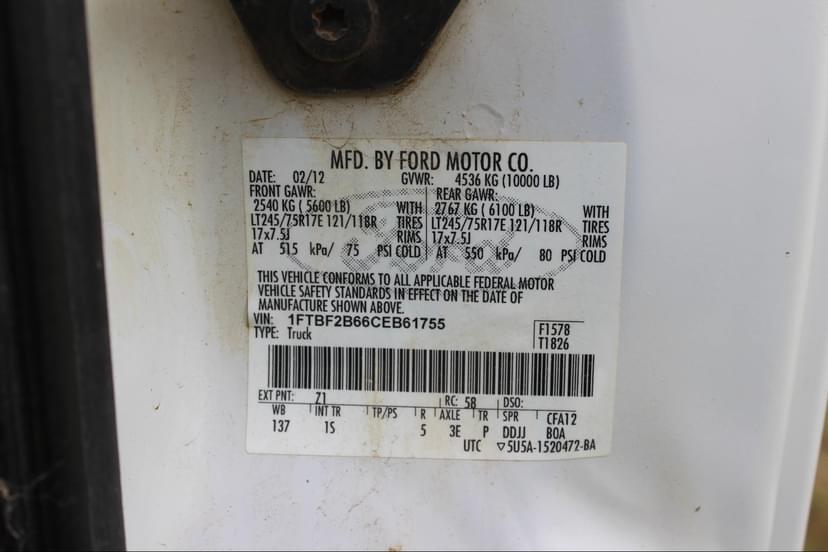 MFD. BY FORD MOTOR CO.
DATE: 02/12 GVWR: 4536 KG (10000 LB)
FRONT GAWR: REAR GAWR:
2540 KG ( 5600 LB) WITH 2767 KG ( 6100 LB) WITH
LT245/75R17E 121/118R TIRES LT245/75R17E 121/118R TIRES
17x7.5J RIMS 17x7.5J RIMS
AT 515 kPa/ 75 PSI COLD AT 550 kPa/ 80 PSI COLD
THIS VEHICLE CONFORMS TO ALL APPLICABLE FEDERAL MOTOR
VEHICLE SAFETY STANDARDS IN EFFECT ON THE DATE OF
MANUFACTURE SHOWN ABOVE.
VIN: 1FTBF2B66CEB61755 F1578
TYPE: Truck T1826
EXT PNT: Z1 RC: 58 DSO:
WB INT TR TP/PS R AXLE TR SPR CFA12
137 1S 5 3E P DDJJ BOA
UTC ▽5U5A-1520472-BA
Ford